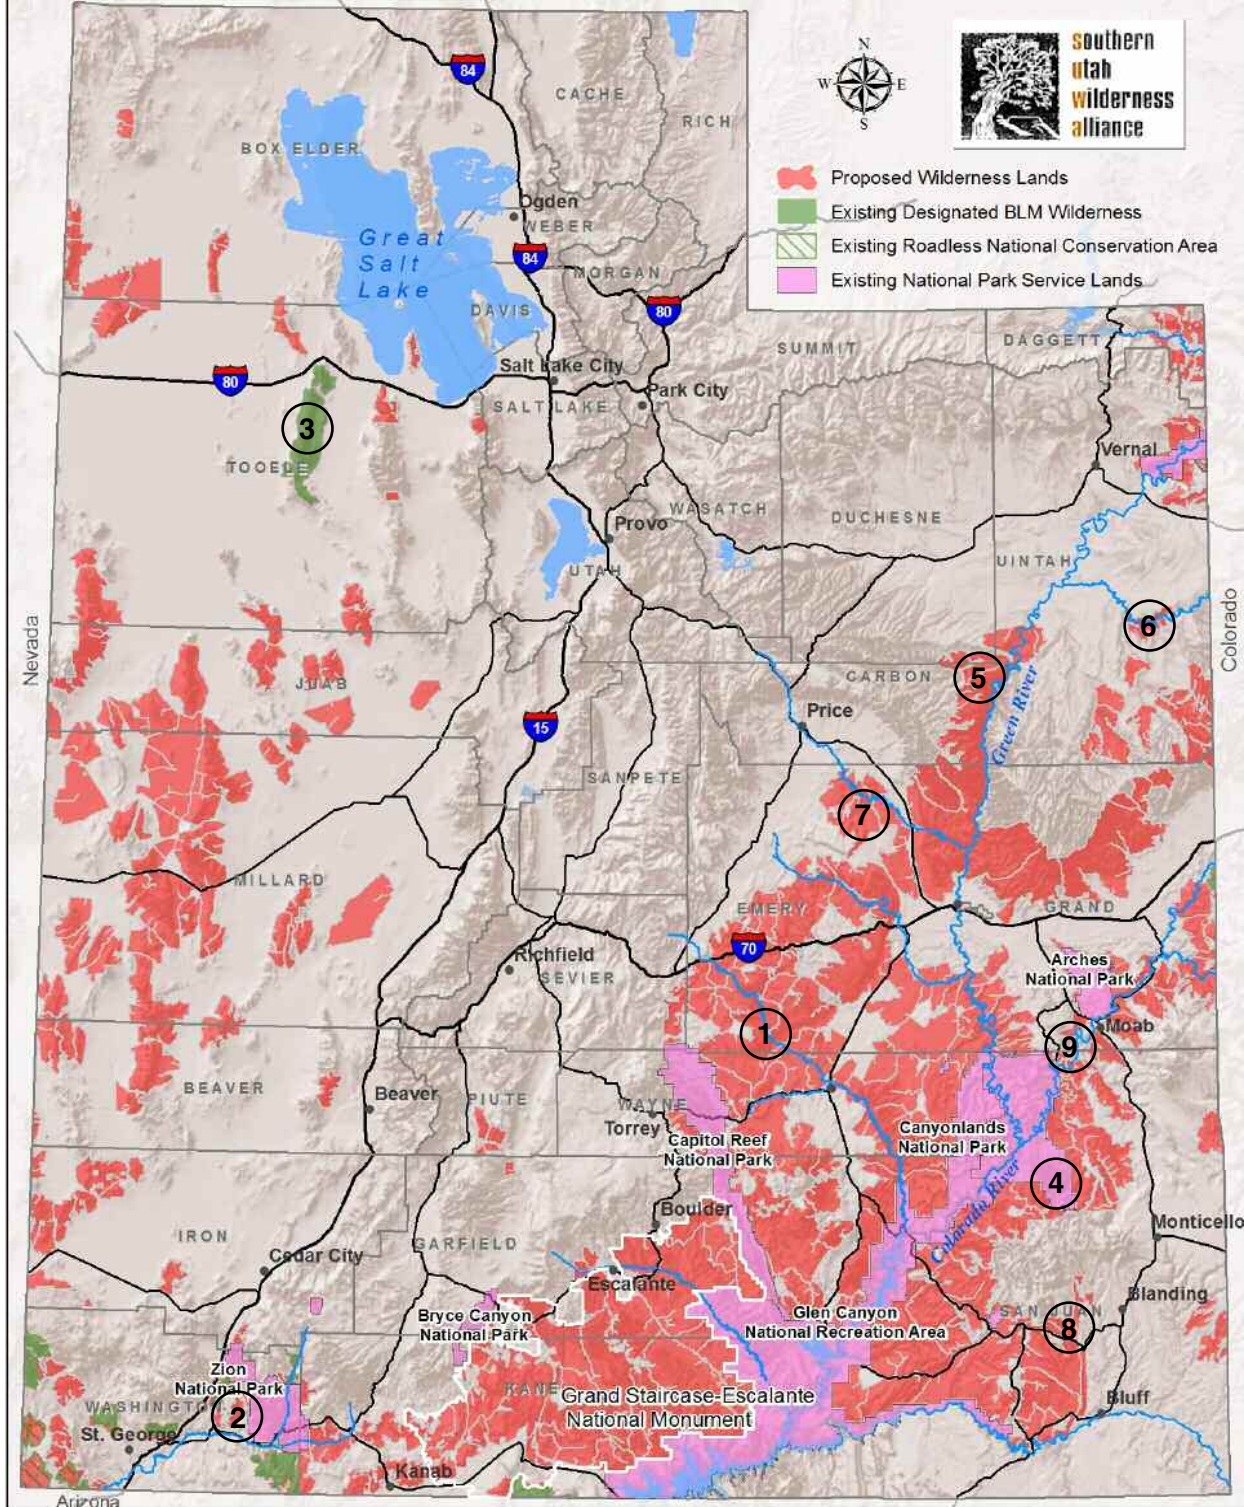 84
CACHE
RICH
N
W E
S
southern
utah
wilderness
alliance
BOX ELDER
Proposed Wilderness Lands
Existing Designated BLM Wilderness
Existing Roadless National Conservation Area
Existing National Park Service Lands
Ogden
WEBER
Great
Salt
Lake
84
MORGAN
DAVIS
80
SUMMIT
DAGGETT
Salt Lake City
80
Park City
SALT LAKE
3
TOOELE
Vernal
WASATCH
DUCHESNE
Provo
UTAH
UINTAH
Nevada
Colorado
6
JUAB
CARBON
5
Green River
Price
15
SANPETE
7
MILLARD
EMERY
GRAND
70
Richfield
SEVIER
Arches
National Park
1
Moab
9
BEAVER
Beaver
PIUTE
WAYNE
Torrey
Capitol Reef
National Park
Canyonlands
National Park
4
Colorado River
Boulder
Monticello
IRON
GARFIELD
Cedar City
Escalante
Blanding
Bryce Canyon
National Park
Glen Canyon
National Recreation Area
SAN JUAN
8
Zion
National Park
KANE
Grand Staircase-Escalante
National Monument
WASHINGTON
2
Bluff
St. George
Kanab
Arizona